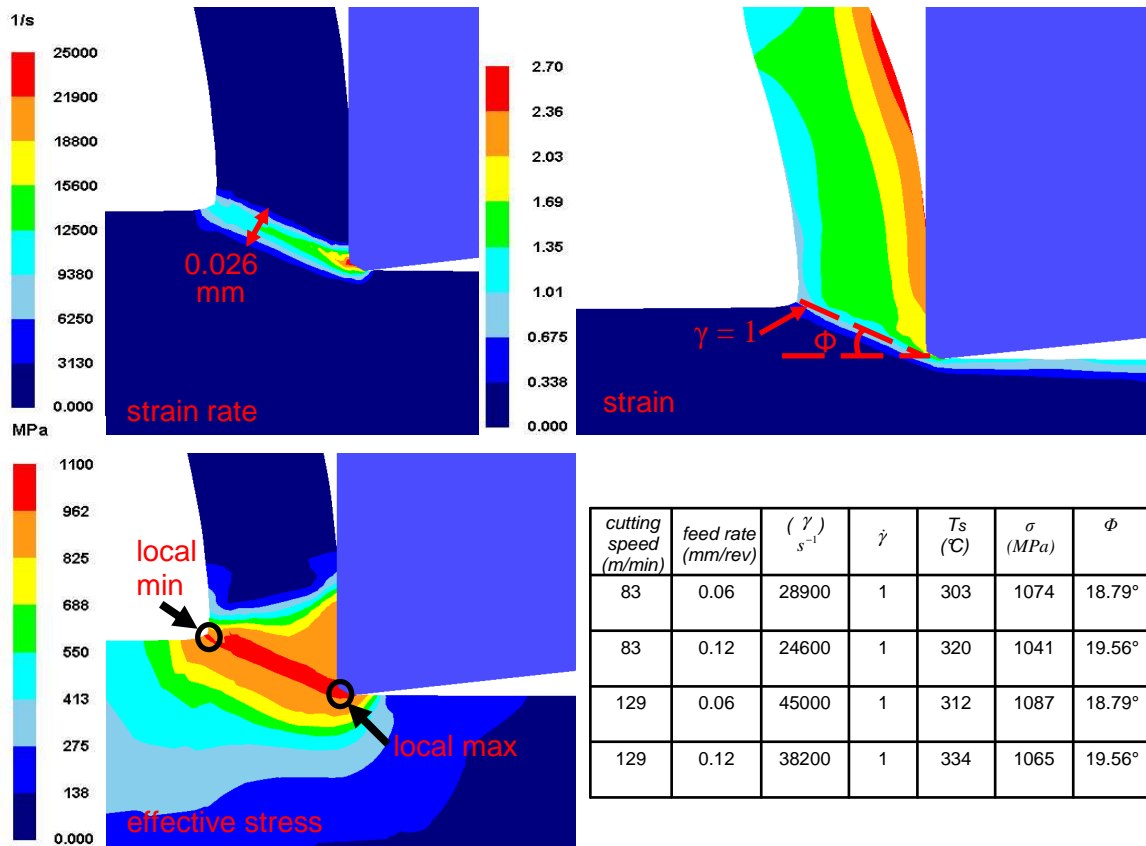 1/s
25000
21900
18800
15600
12500
9380
6250
3130
0.000
0.026
mm
strain rate
2.70
2.36
2.03
1.69
1.35
1.01
0.675
0.338
0.000
γ = 1
Φ
strain
MPa
1100
962
825
688
550
413
275
138
0.000
local
min
local max
effective stress
cutting speed (m/min) feed rate (mm/rev) ( γ ) s⁻¹ γ̇ Ts (℃) σ (MPa) Φ
83 0.06 28900 1 303 1074 18.79°
83 0.12 24600 1 320 1041 19.56°
129 0.06 45000 1 312 1087 18.79°
129 0.12 38200 1 334 1065 19.56°